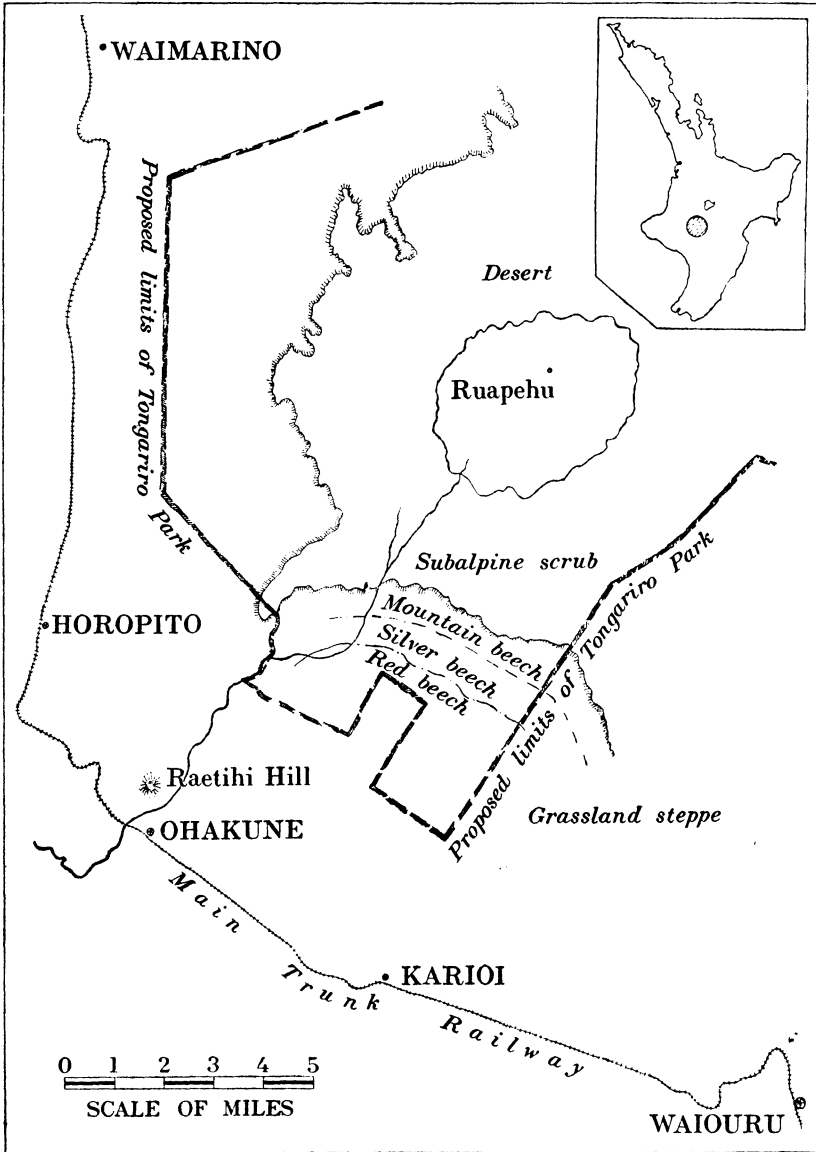 WAIMARINO
Proposed limits of Tongariro Park
Desert
Ruapehu
Subalpine scrub
HOROPITO
Mountain beech
Silver beech
Red beech
Proposed limits of Tongariro Park
Raetihi Hill
OHAKUNE
Grassland steppe
Main Trunk Railway
KARIOI
0 1 2 3 4 5
SCALE OF MILES
WAIOURU